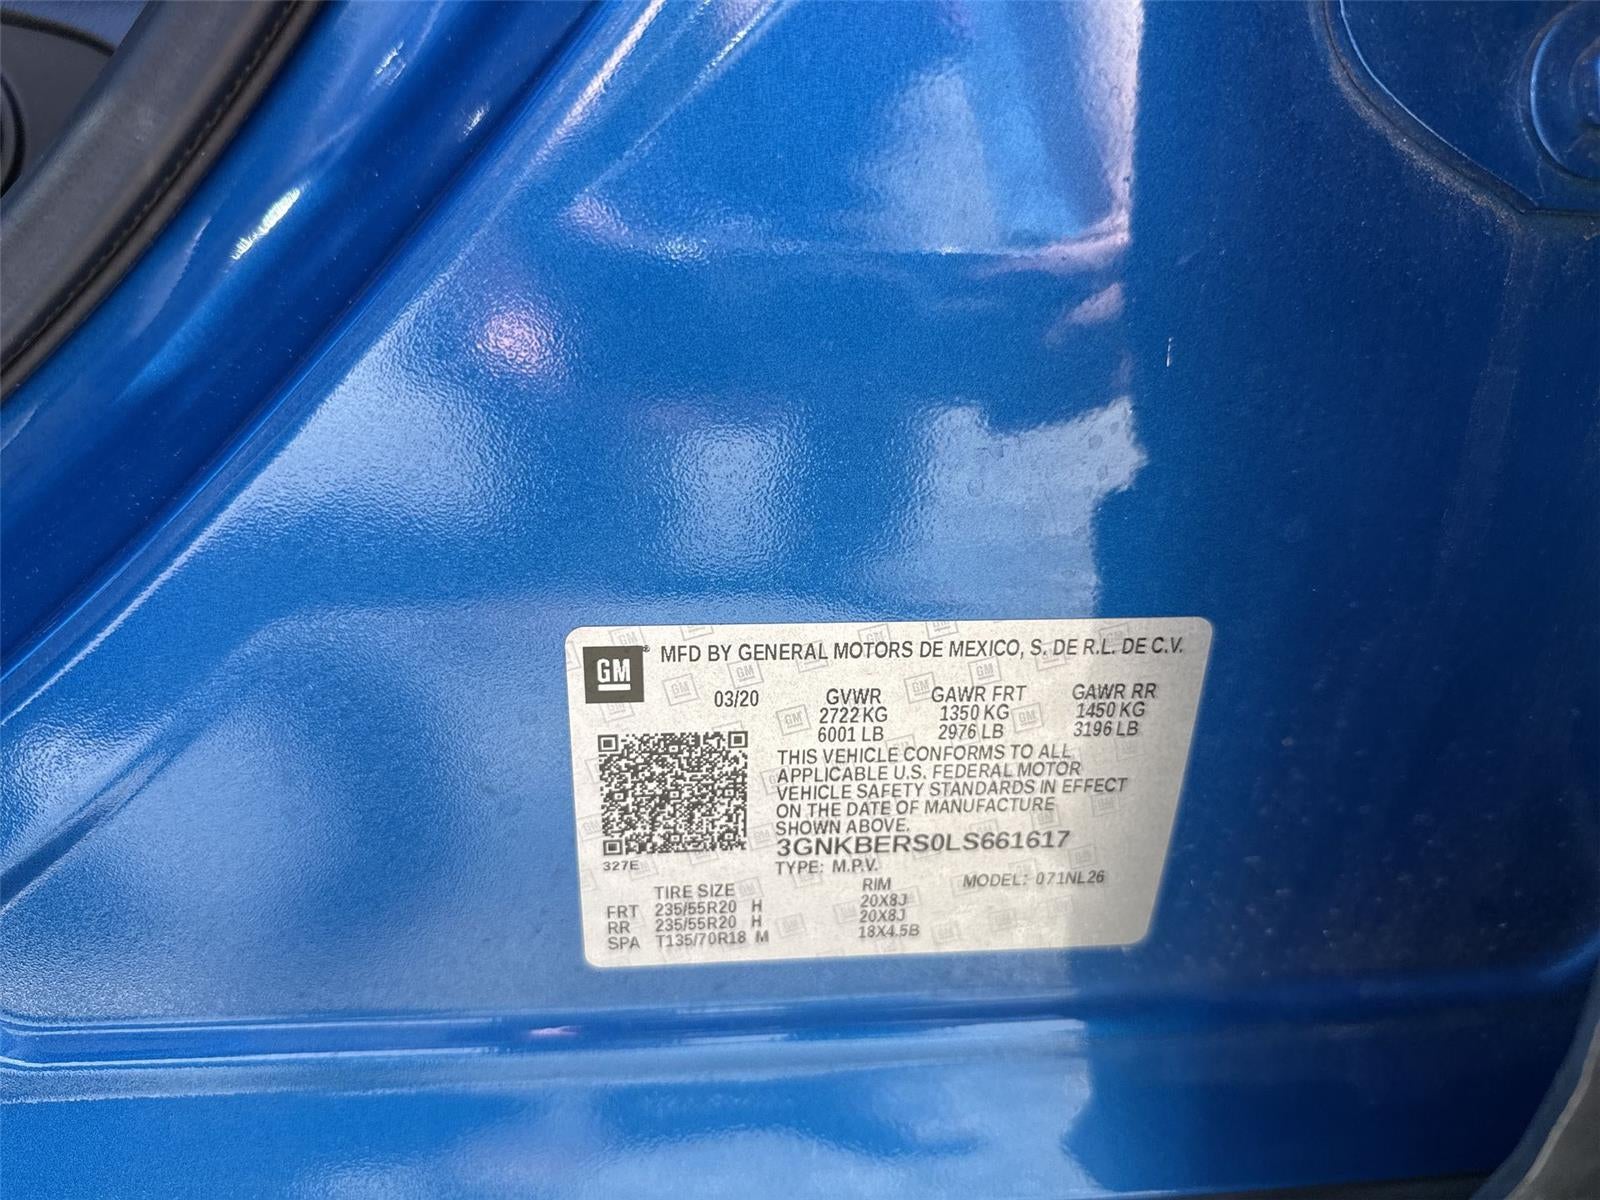 GM ® MFD BY GENERAL MOTORS DE MEXICO, S. DE R.L. DE C.V.
03/20 GVWR GAWR FRT GAWR RR
2722 KG 1350 KG 1450 KG
6001 LB 2976 LB 3196 LB
THIS VEHICLE CONFORMS TO ALL
APPLICABLE U.S. FEDERAL MOTOR
VEHICLE SAFETY STANDARDS IN EFFECT
ON THE DATE OF MANUFACTURE
SHOWN ABOVE.
3GNKBERS0LS661617
327E TYPE: M.P.V.
TIRE SIZE RIM MODEL: 071NL26
FRT 235/55R20 H 20X8J
RR 235/55R20 H 20X8J
SPA T135/70R18 M 18X4.5B